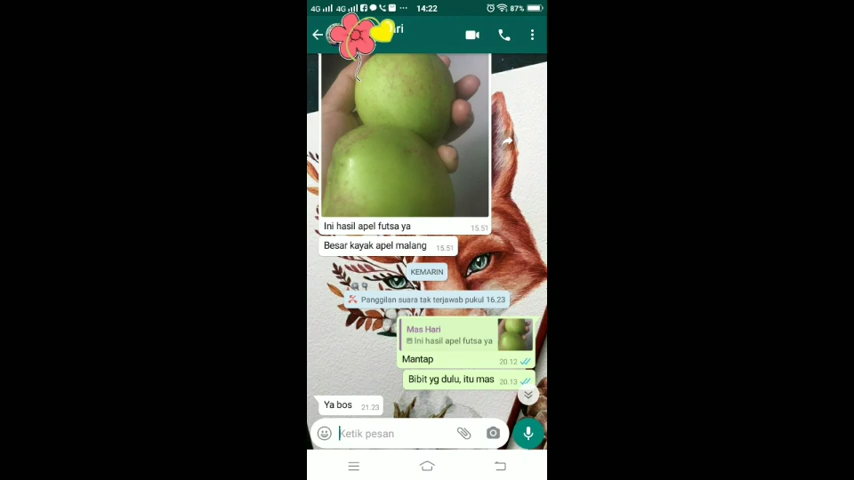 4G 4G 14:22 87%
ari
Ini hasil apel futsa ya 15.51
Besar kayak apel malang 15.51
KEMARIN
Panggilan suara tak terjawab pukul 16.23
Mas Hari
Ini hasil apel futsa ya
Mantap 20.12
Bibit yg dulu, itu mas 20.13
Ya bos 21.23
Ketik pesan